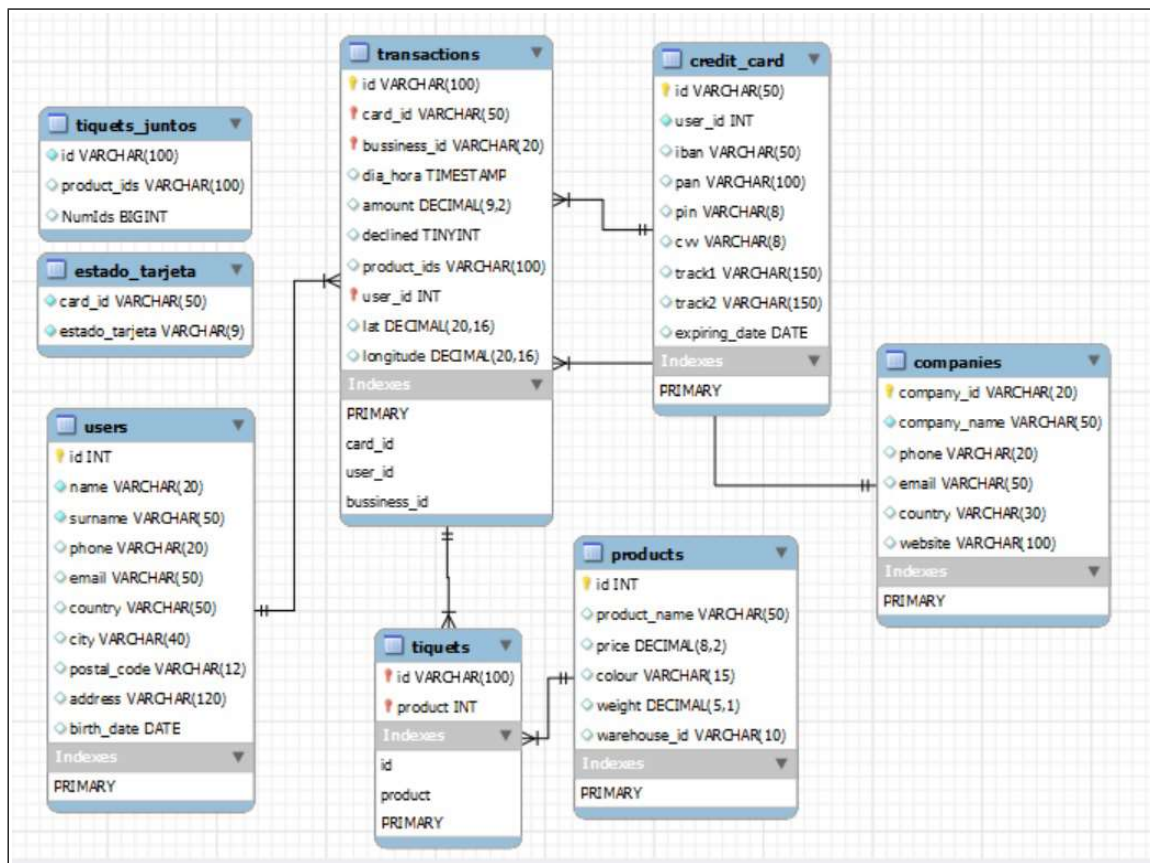 tiquets_juntos
id VARCHAR(100)
product_ids VARCHAR(100)
NumIds BIGINT
estado_tarjeta
card_id VARCHAR(50)
estado_tarjeta VARCHAR(9)
users
id INT
name VARCHAR(20)
surname VARCHAR(50)
phone VARCHAR(20)
email VARCHAR(50)
country VARCHAR(50)
city VARCHAR(40)
postal_code VARCHAR(12)
address VARCHAR(120)
birth_date DATE
Indexes
PRIMARY
transactions
id VARCHAR(100)
card_id VARCHAR(50)
bussiness_id VARCHAR(20)
dia_hora TIMESTAMP
amount DECIMAL(9,2)
declined TINYINT
product_ids VARCHAR(100)
user_id INT
lat DECIMAL(20,16)
longitude DECIMAL(20,16)
Indexes
PRIMARY
card_id
user_id
bussiness_id
tiquets
id VARCHAR(100)
product INT
Indexes
id
product
PRIMARY
credit_card
id VARCHAR(50)
user_id INT
iban VARCHAR(50)
pan VARCHAR(100)
pin VARCHAR(8)
cvv VARCHAR(8)
track1 VARCHAR(150)
track2 VARCHAR(150)
expiring_date DATE
Indexes
PRIMARY
products
id INT
product_name VARCHAR(50)
price DECIMAL(8,2)
colour VARCHAR(15)
weight DECIMAL(5,1)
warehouse_id VARCHAR(10)
Indexes
PRIMARY
companies
company_id VARCHAR(20)
company_name VARCHAR(50)
phone VARCHAR(20)
email VARCHAR(50)
country VARCHAR(30)
website VARCHAR(100)
Indexes
PRIMARY